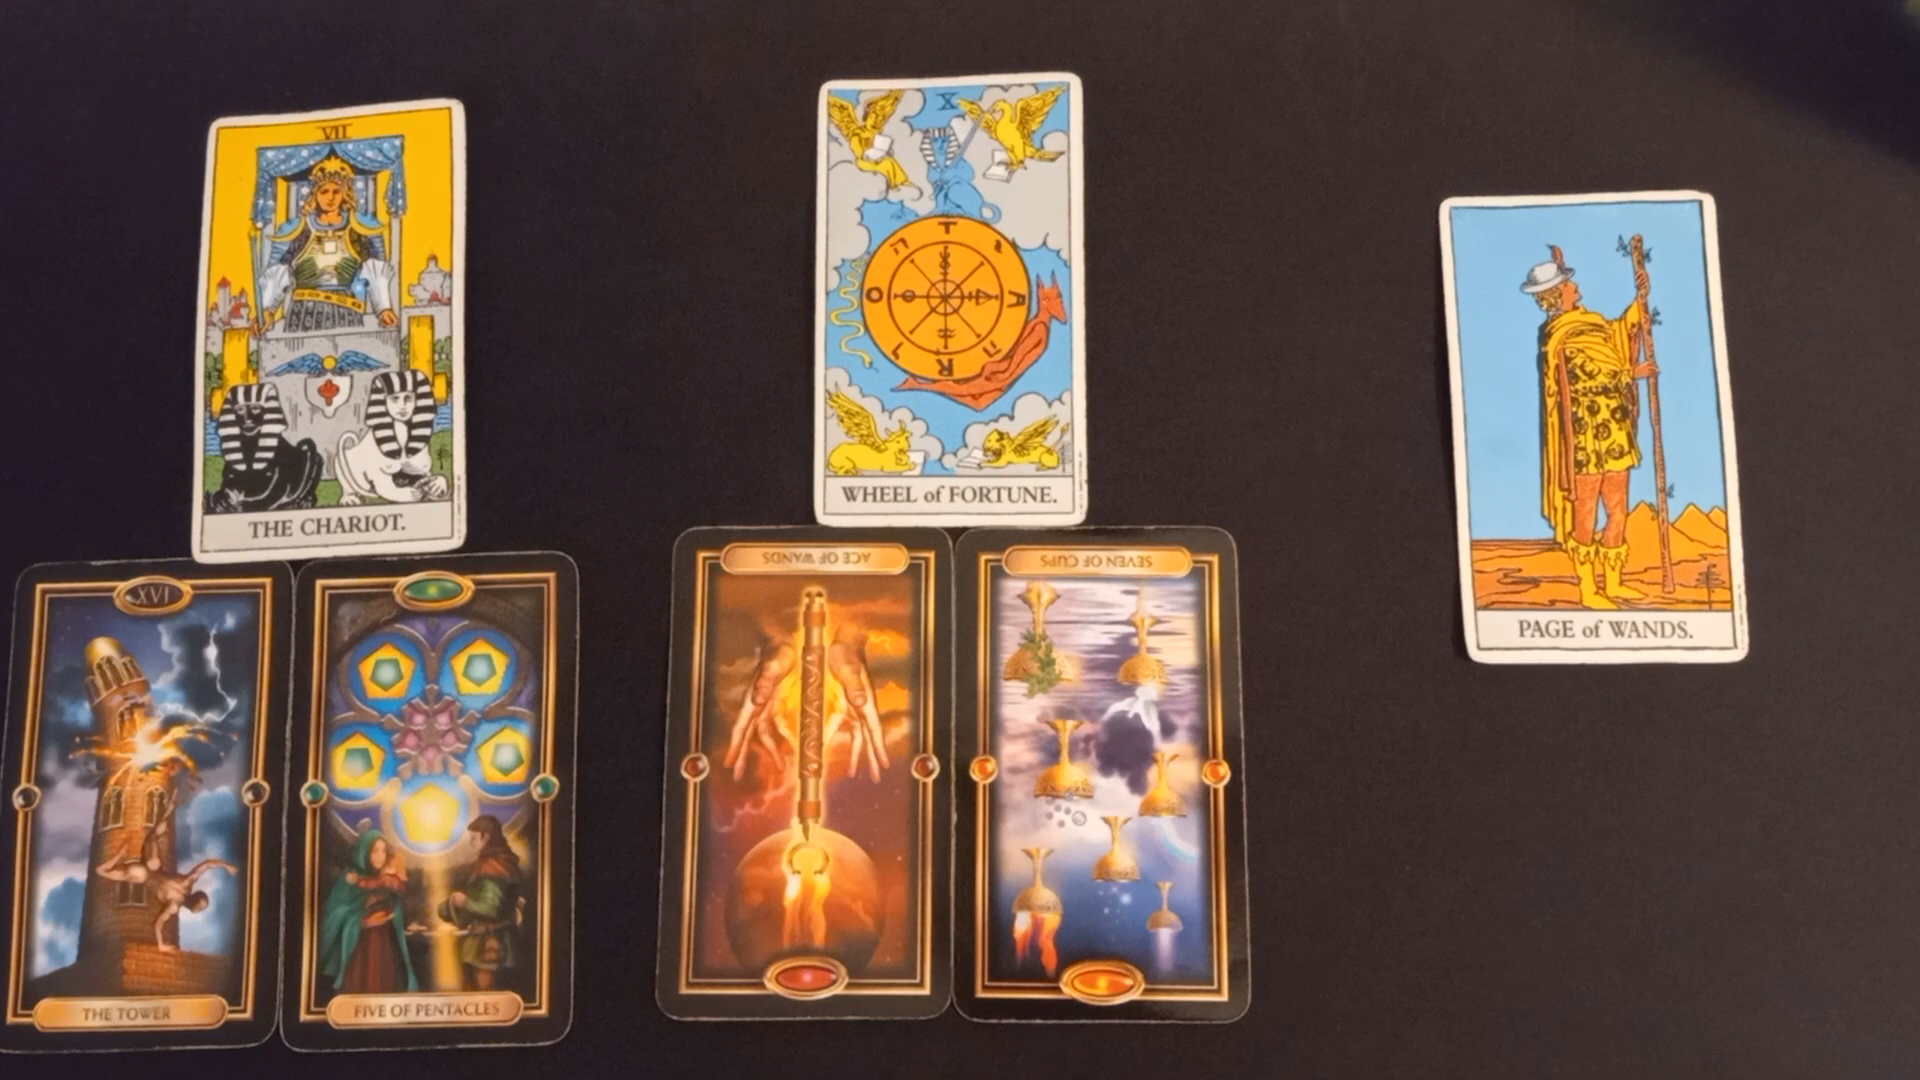 VII
THE CHARIOT.
X
T
A
R
O
WHEEL of FORTUNE.
PAGE of WANDS.
XVI
THE TOWER
FIVE OF PENTACLES
ACE OF WANDS
SEVEN OF CUPS